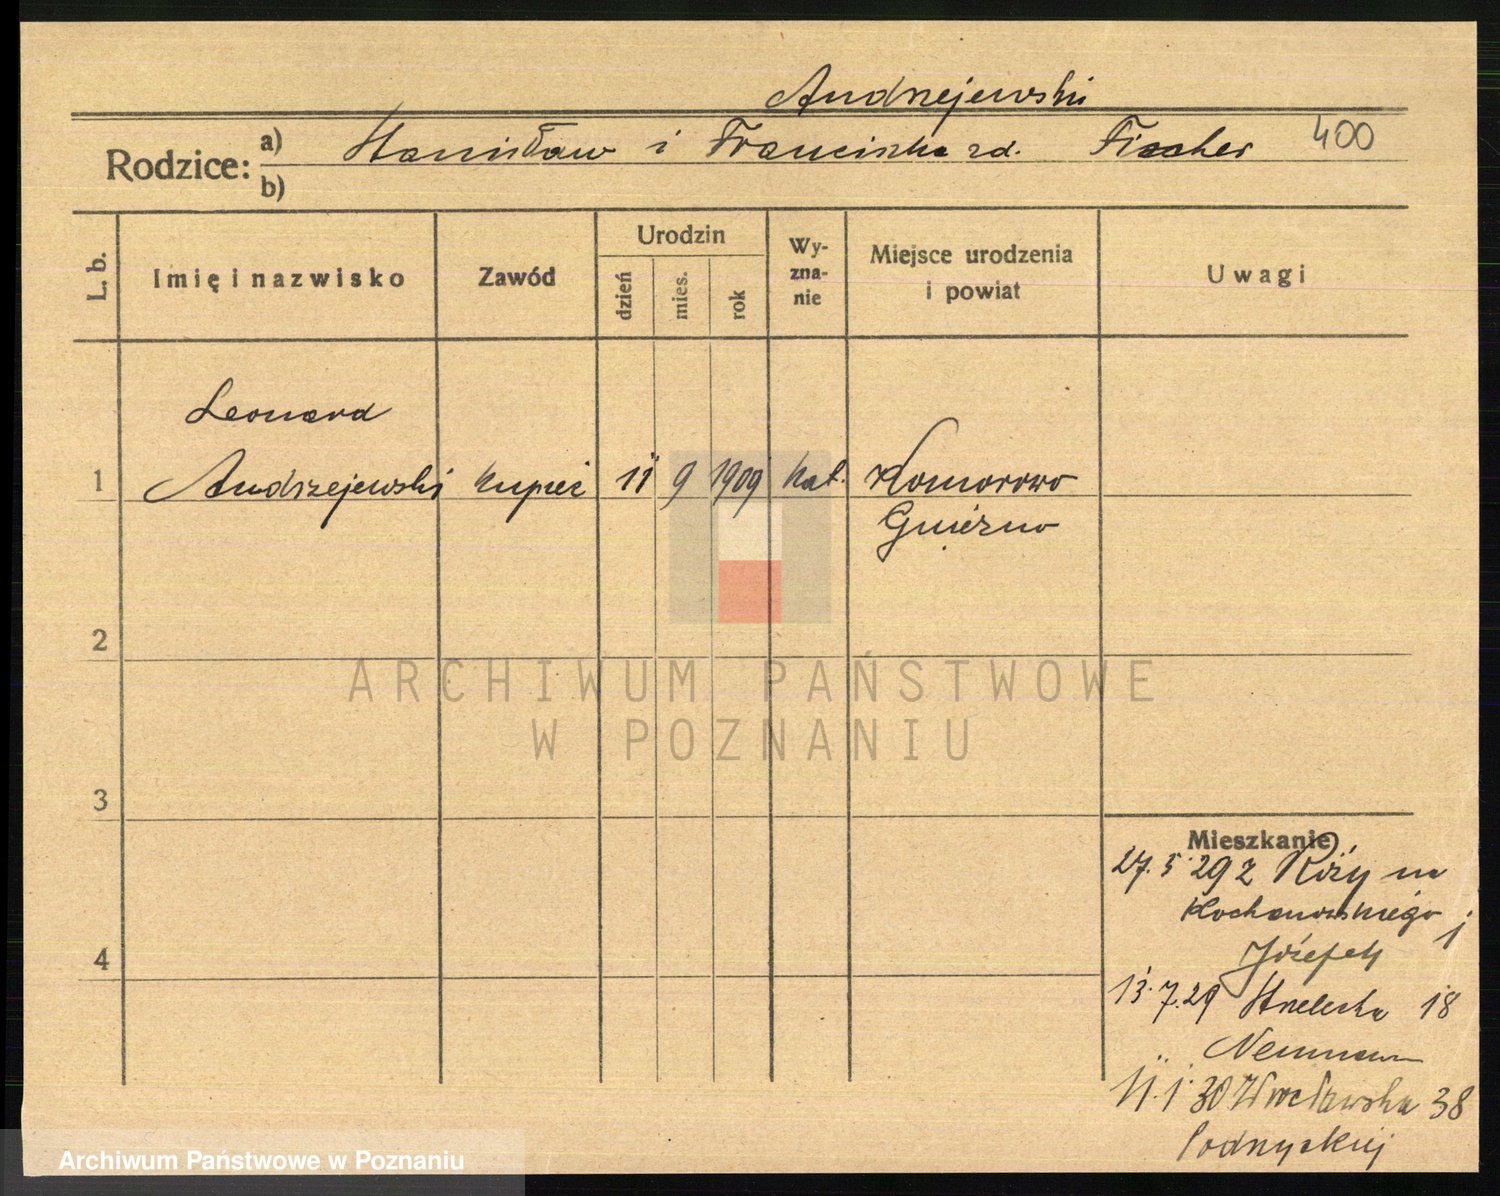 Andrzejewski
Rodzice: a) Stanisław i Franciszka zd. Fischer 400
b)
L. b. Imię i nazwisko Zawód Urodzin dzień mies. rok Wy-zna-nie Miejsce urodzenia i powiat Uwagi
Leonard
1 Andrzejewski kupiec 11 9 1909 kat. Komorowo
Gniezno
2
ARCHIWUM PAŃSTWOWE
W POZNANIU
3
Mieszkanie
27.5.29 z Róży na
Kochanowskiego 1
Józefek
4
13.7.29 Strzelecka 18
Neumann
11.1.30 Wrocławska 38
Archiwum Państwowe w Poznaniu